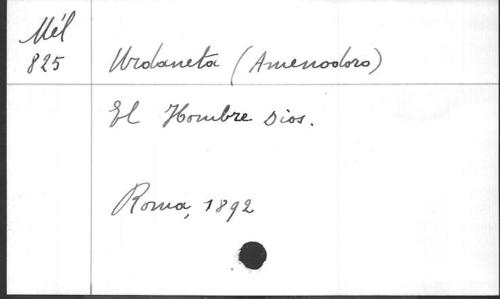 Mél
825
Urdaneta (Amenodoro)
El Hombre Dios.
Roma, 1892